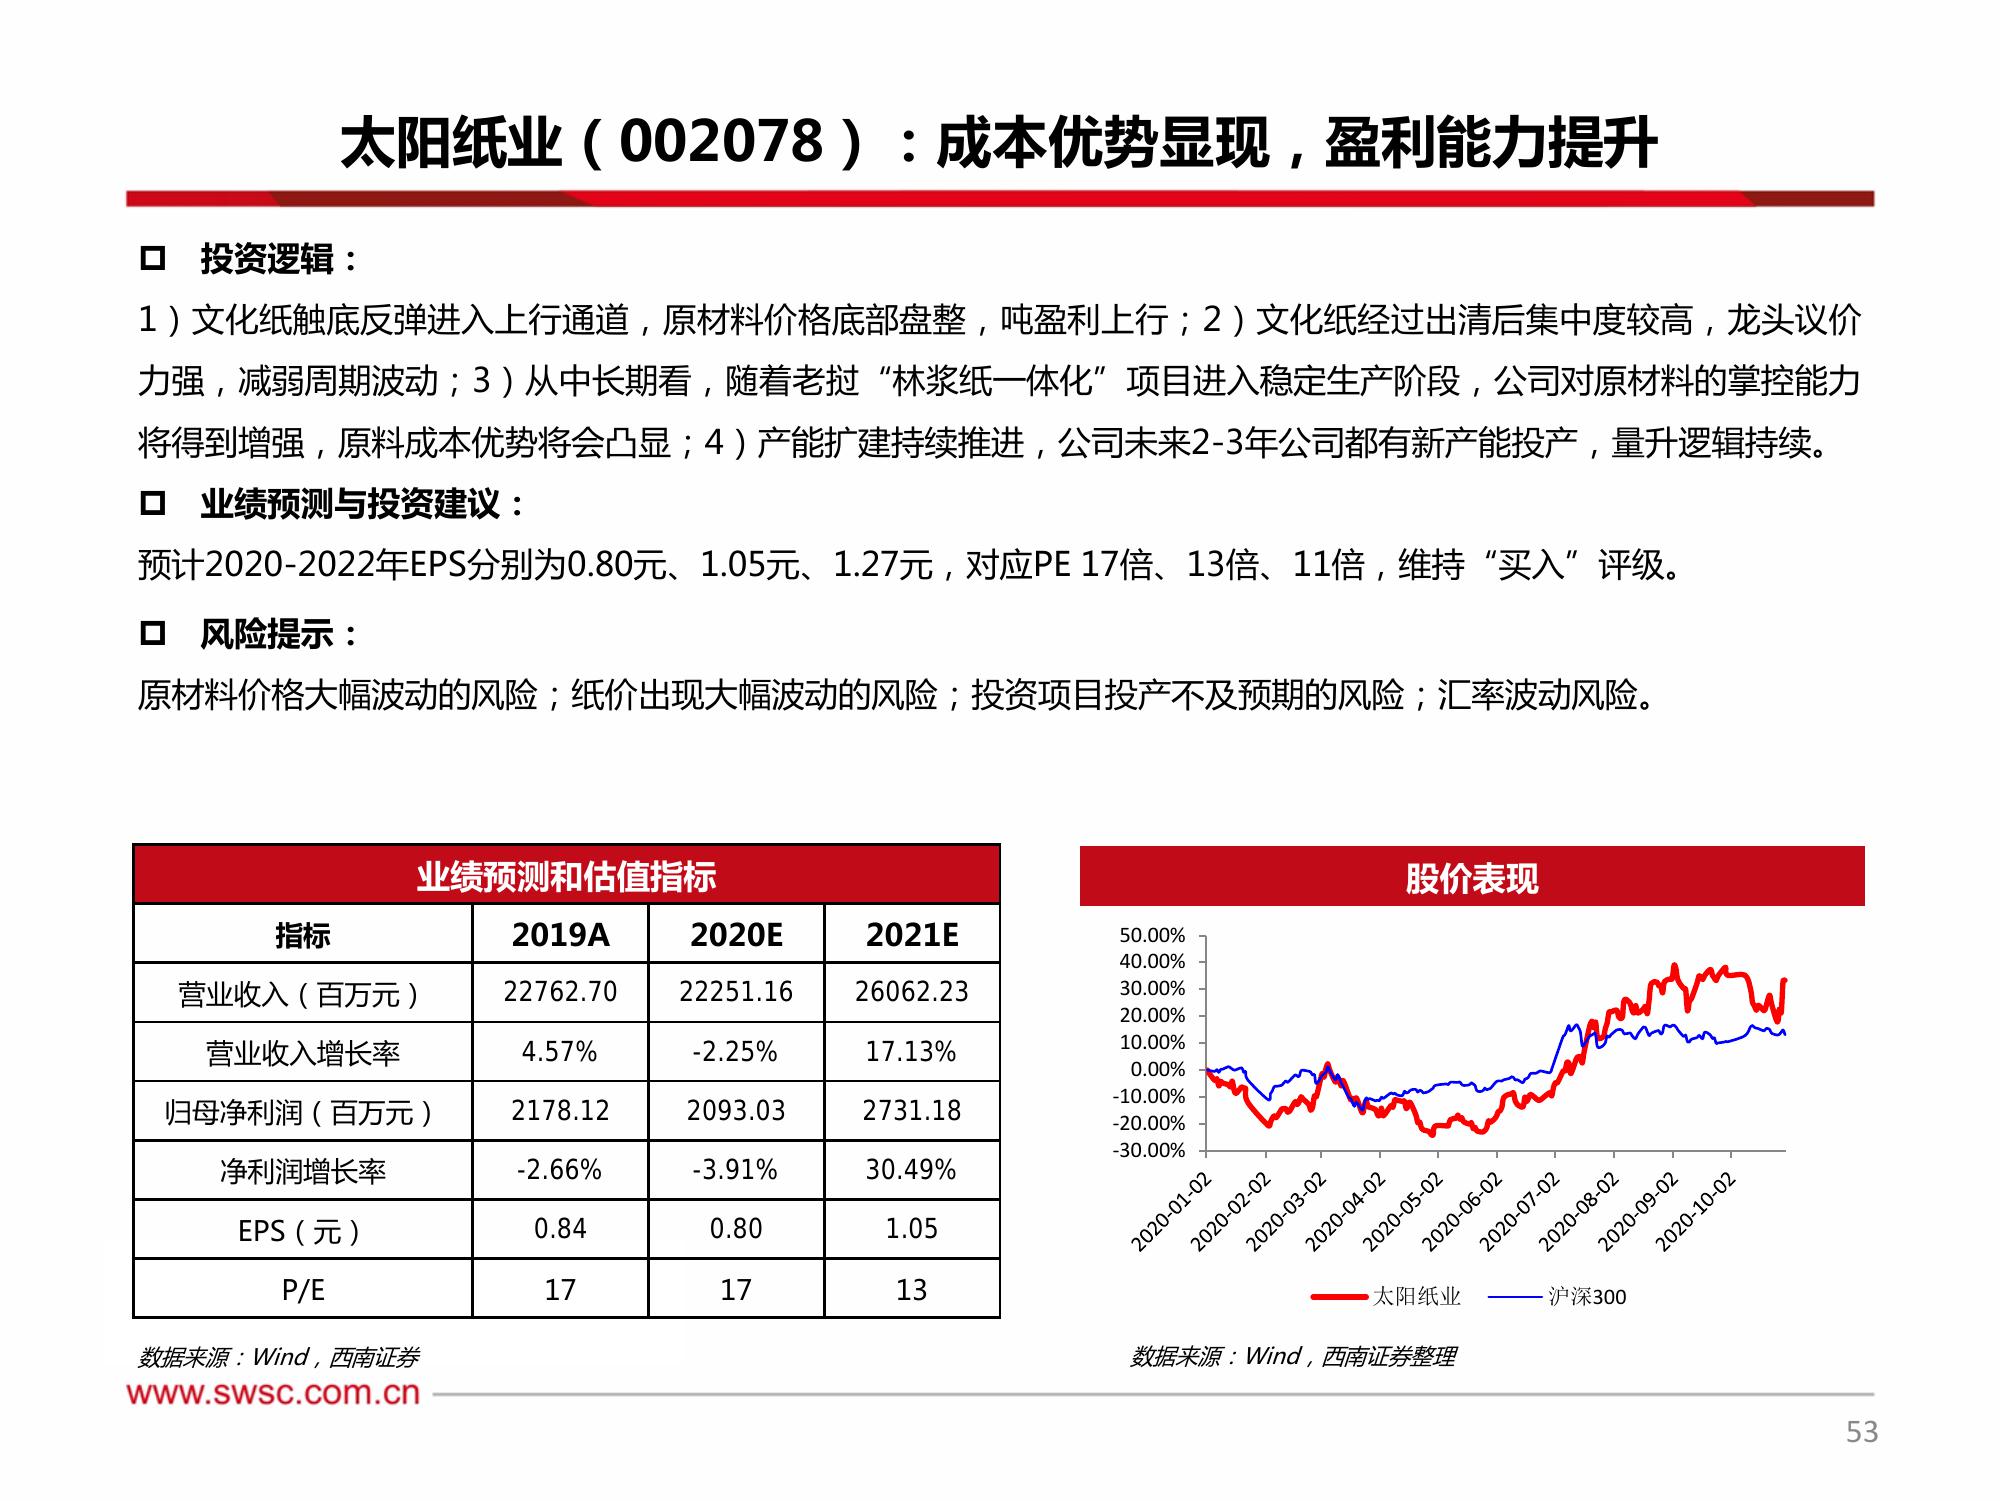 太阳纸业（002078）：成本优势显现，盈利能力提升
投资逻辑：
1）文化纸触底反弹进入上行通道，原材料价格底部盘整，吨盈利上行；2）文化纸经过出清后集中度较高，龙头议价
力强，减弱周期波动；3）从中长期看，随着老挝“林浆纸一体化”项目进入稳定生产阶段，公司对原材料的掌控能力
将得到增强，原料成本优势将会凸显；4）产能扩建持续推进，公司未来2-3年公司都有新产能投产，量升逻辑持续。
业绩预测与投资建议：
预计2020-2022年EPS分别为0.80元、1.05元、1.27元，对应PE 17倍、13倍、11倍，维持“买入”评级。
风险提示：
原材料价格大幅波动的风险；纸价出现大幅波动的风险；投资项目投产不及预期的风险；汇率波动风险。
业绩预测和估值指标
指标 2019A 2020E 2021E
营业收入（百万元） 22762.70 22251.16 26062.23
营业收入增长率 4.57% -2.25% 17.13%
归母净利润（百万元） 2178.12 2093.03 2731.18
净利润增长率 -2.66% -3.91% 30.49%
EPS（元） 0.84 0.80 1.05
P/E 17 17 13
数据来源：Wind，西南证券
股价表现
50.00%
40.00%
30.00%
20.00%
10.00%
0.00%
-10.00%
-20.00%
-30.00%
2020-01-02 2020-02-02 2020-03-02 2020-04-02 2020-05-02 2020-06-02 2020-07-02 2020-08-02 2020-09-02 2020-10-02
太阳纸业 沪深300
数据来源：Wind，西南证券整理
www.swsc.com.cn
53